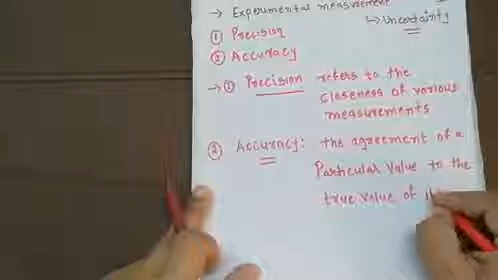 → Experimental measurement
↳ Uncertainty
① Precision
② Accuracy
→ ① Precision refers to the
closeness of various
measurements
② Accuracy: the agreement of a
Particular value to the
true value of